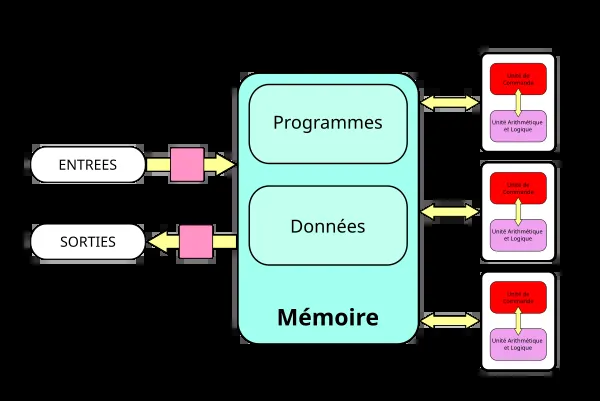 ENTREES
SORTIES
Programmes
Données
Mémoire
Unité de
Commande
Unité Arithmétique
et Logique
Unité de
Commande
Unité Arithmétique
et Logique
Unité de
Commande
Unité Arithmétique
et Logique